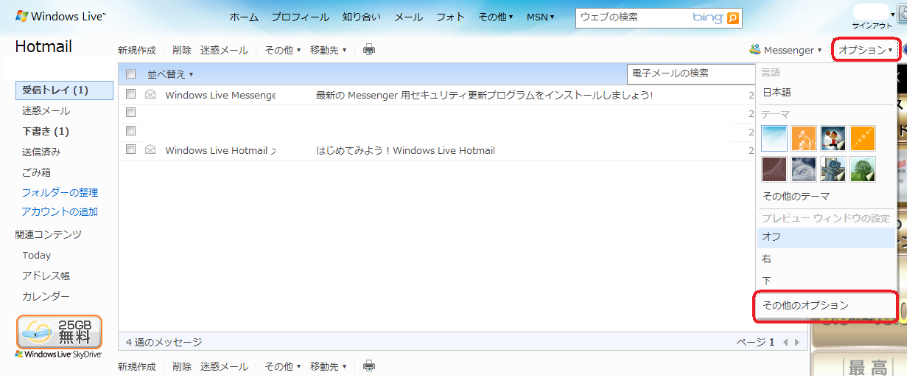 Windows Live™
ホーム プロフィール 知り合い メール フォト その他 MSN ウェブの検索 bing
サインアウト
Hotmail
新規作成 削除 迷惑メール その他 移動先 Messenger オプション
並べ替え 電子メールの検索
受信トレイ (1)
迷惑メール
下書き (1)
送信済み
ごみ箱
フォルダーの整理
アカウントの追加
関連コンテンツ
Today
アドレス帳
カレンダー
25GB
無料
Windows Live SkyDrive
Windows Live Messenge 最新の Messenger 用セキュリティ更新プログラムをインストールしましょう! 2
2
Windows Live Hotmail はじめてみよう！Windows Live Hotmail 2
言語
日本語
テーマ
その他のテーマ
プレビュー ウィンドウの設定
オフ
右
下
その他のオプション
4 通のメッセージ ページ 1
新規作成 削除 迷惑メール その他 移動先
最高